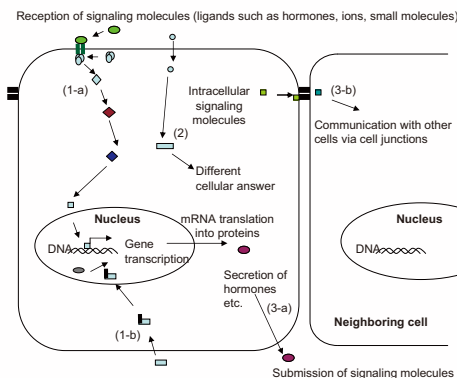 Reception of signaling molecules (ligands such as hormones, ions, small molecules)
(1-a)
(2)
Intracellular
signaling
molecules
(3-b)
Communication with other
cells via cell junctions
Different
cellular answer
Nucleus
DNA
Gene
transcription
mRNA translation
into proteins
Nucleus
DNA
Secretion of
hormones
etc.
(3-a)
(1-b)
Neighboring cell
Submission of signaling molecules